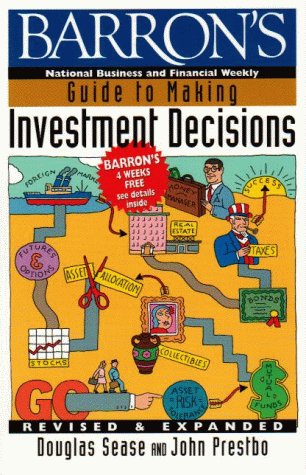 BARRON'S
National Business and Financial Weekly
Guide to Making
Investment Decisions
BARRON'S
4 WEEKS
FREE
see details
inside
FOREIGN MARKETS
MONEY
MANAGER
SUCCESS
REAL
ESTATE
SCHOOL
TAXES
FUTURES
&
OPTIONS
ASSET ALLOCATION
BONDS
STOCKS
COLLECTIBLES
GO
ASSET
RISK
TOLERANCE
MUTUAL
FUNDS
REVISED & EXPANDED
Douglas Sease AND John Prestbo